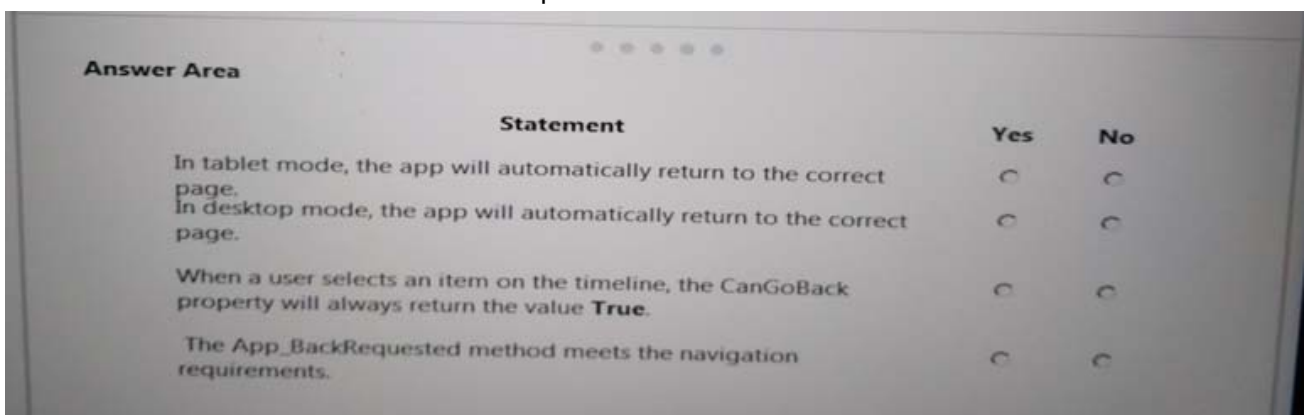 Answer Area
Statement Yes No
In tablet mode, the app will automatically return to the correct
page.
In desktop mode, the app will automatically return to the correct
page.
When a user selects an item on the timeline, the CanGoBack
property will always return the value True.
The App_BackRequested method meets the navigation
requirements.